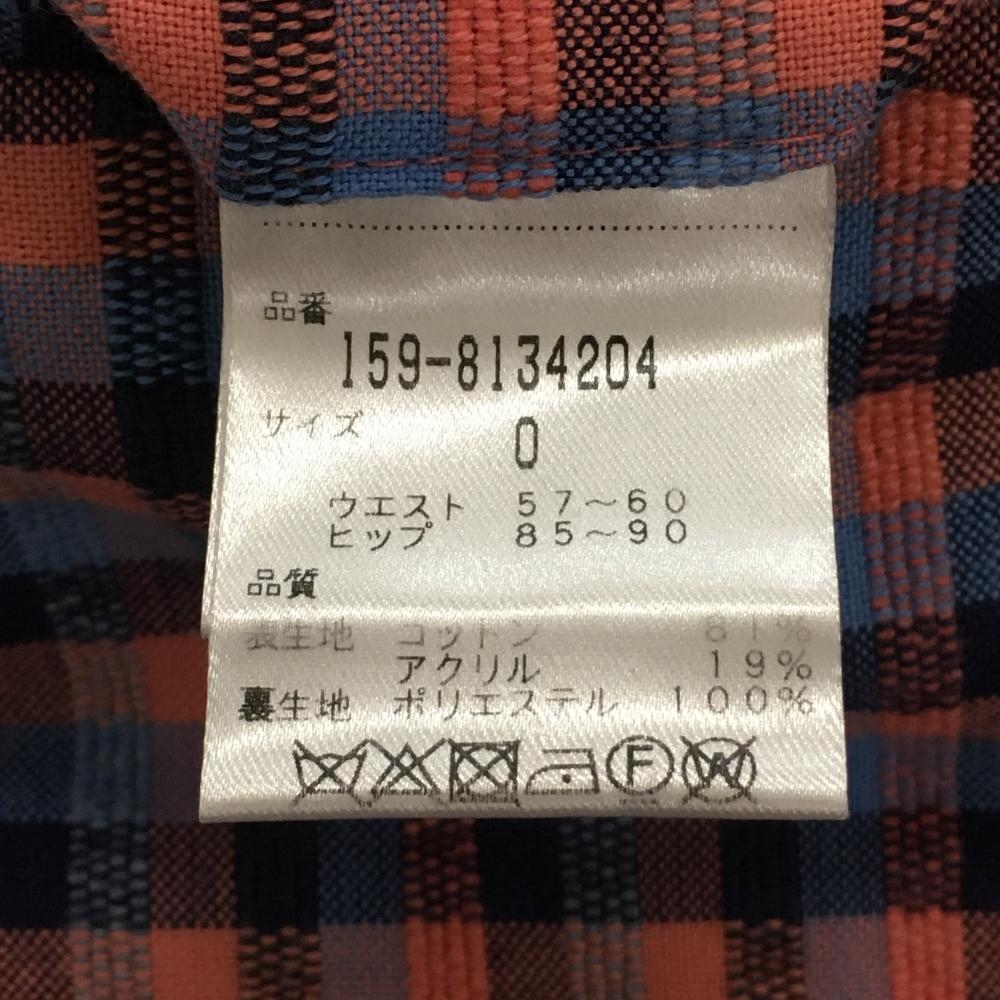 品番
159-8134204
サイズ 0
ウエスト 57～60
ヒップ 85～90
品質
表生地 コットン 81%
アクリル 19%
裏生地 ポリエステル 100%
F W